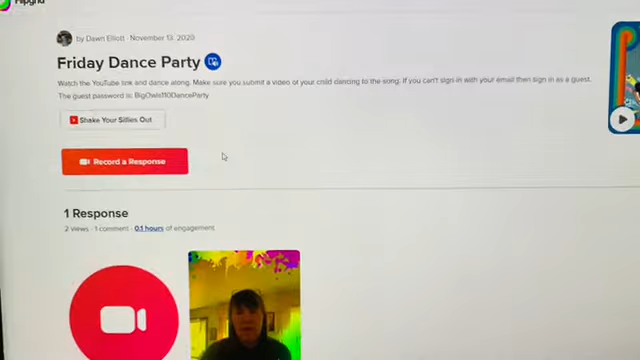 Flipgrid
by Dawn Elliott · November 13, 2020
Friday Dance Party
Watch the YouTube link and dance along. Make sure you submit a video of your child dancing to the song. If you can't sign-in with your email then sign in as a guest.
The guest password is: BigOwls110DanceParty
Shake Your Sillies Out
Record a Response
1 Response
2 views · 1 comment · 0.1 hours of engagement